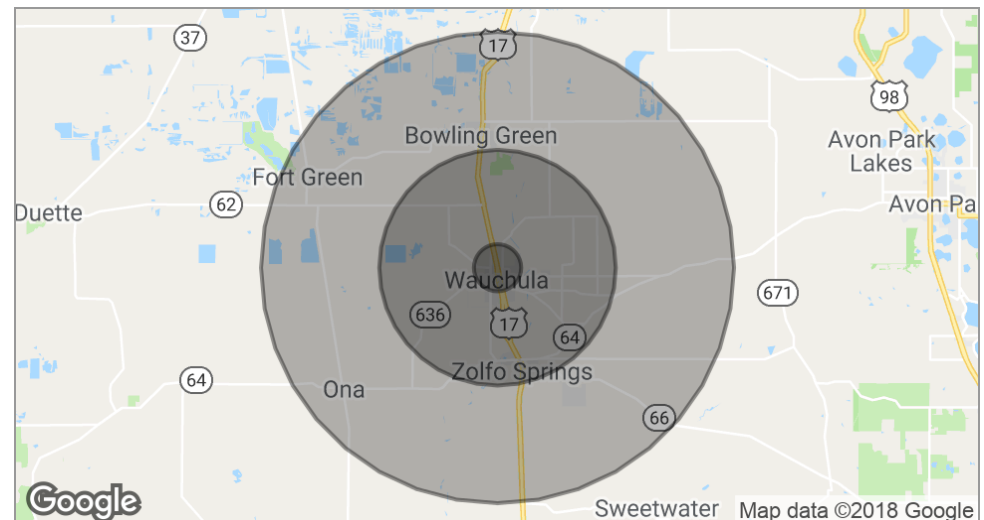 37
17
98
Bowling Green
Avon Park
Lakes
Fort Green
62
Duette
Avon Pa
Wauchula
671
636
17
64
Zolfo Springs
64
Ona
66
Google
Sweetwater
Map data ©2018 Google